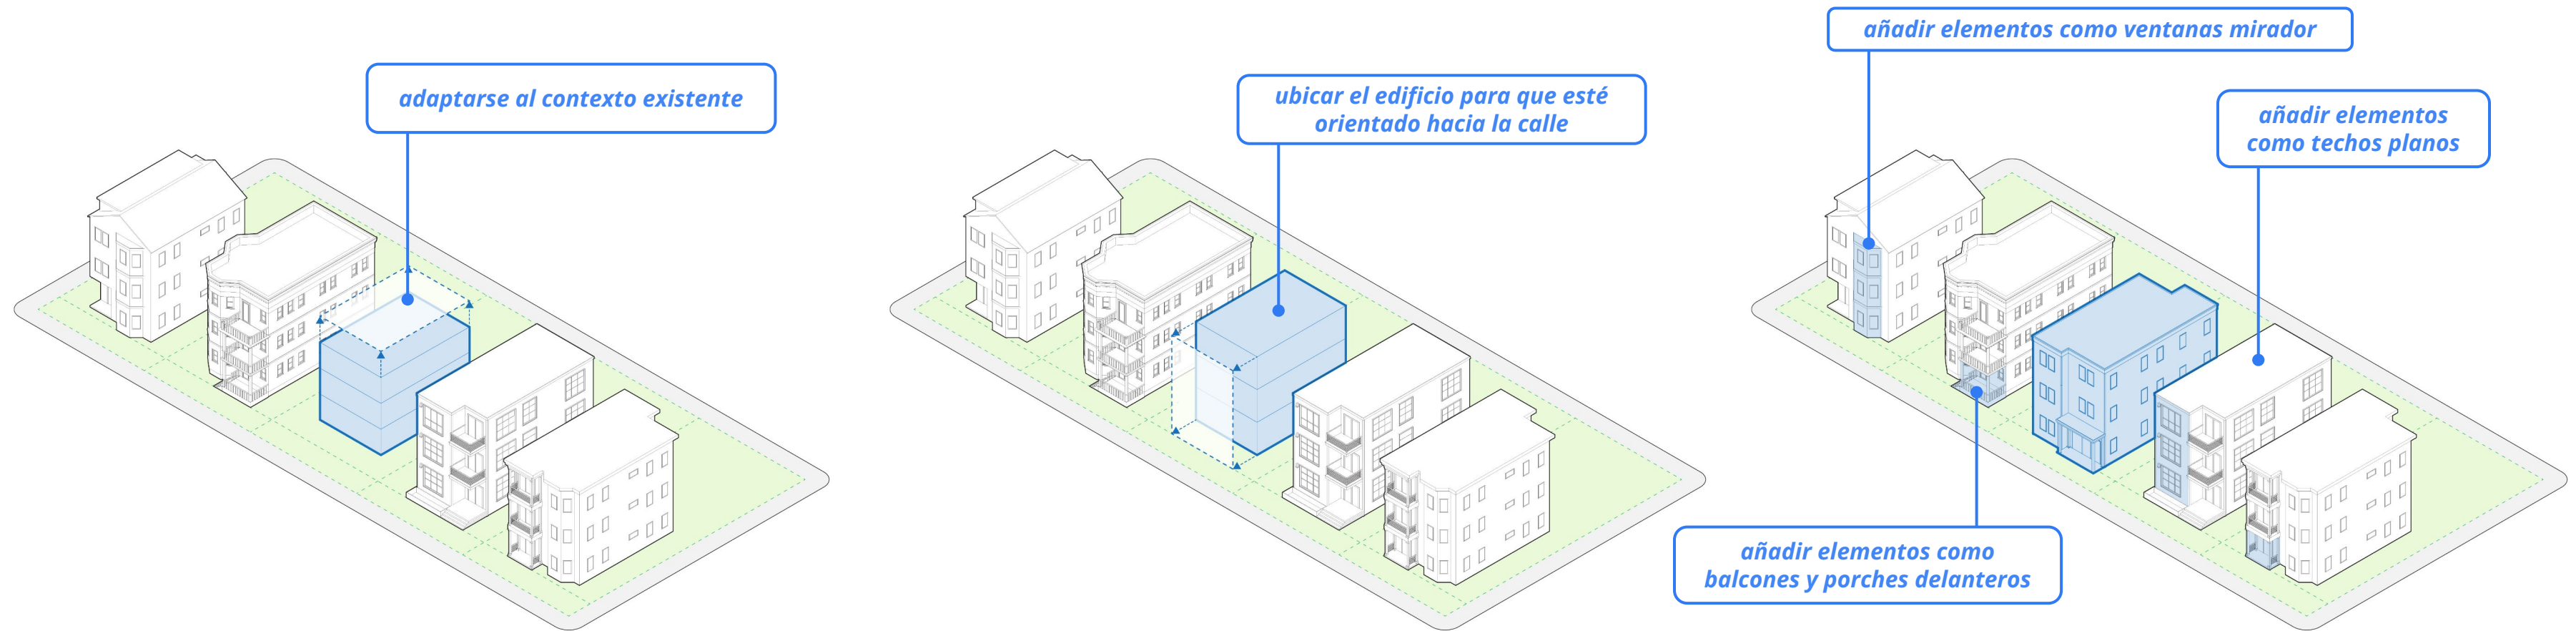 adaptarse al contexto existente
ubicar el edificio para que esté
orientado hacia la calle
añadir elementos como ventanas mirador
añadir elementos
como techos planos
añadir elementos como
balcones y porches delanteros